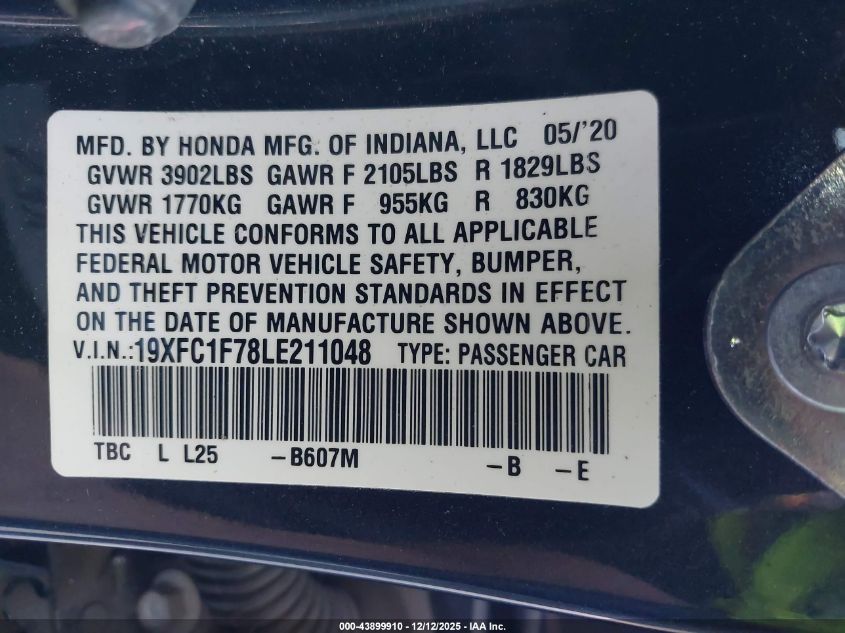 MFD. BY HONDA MFG. OF INDIANA, LLC 05/'20
GVWR 3902LBS GAWR F 2105LBS R 1829LBS
GVWR 1770KG GAWR F 955KG R 830KG
THIS VEHICLE CONFORMS TO ALL APPLICABLE
FEDERAL MOTOR VEHICLE SAFETY, BUMPER,
AND THEFT PREVENTION STANDARDS IN EFFECT
ON THE DATE OF MANUFACTURE SHOWN ABOVE.
V.I.N.:19XFC1F78LE211048 TYPE: PASSENGER CAR
TBC L L25 -B607M -B -E
000-43899910 - 12/12/2025 - IAA Inc.